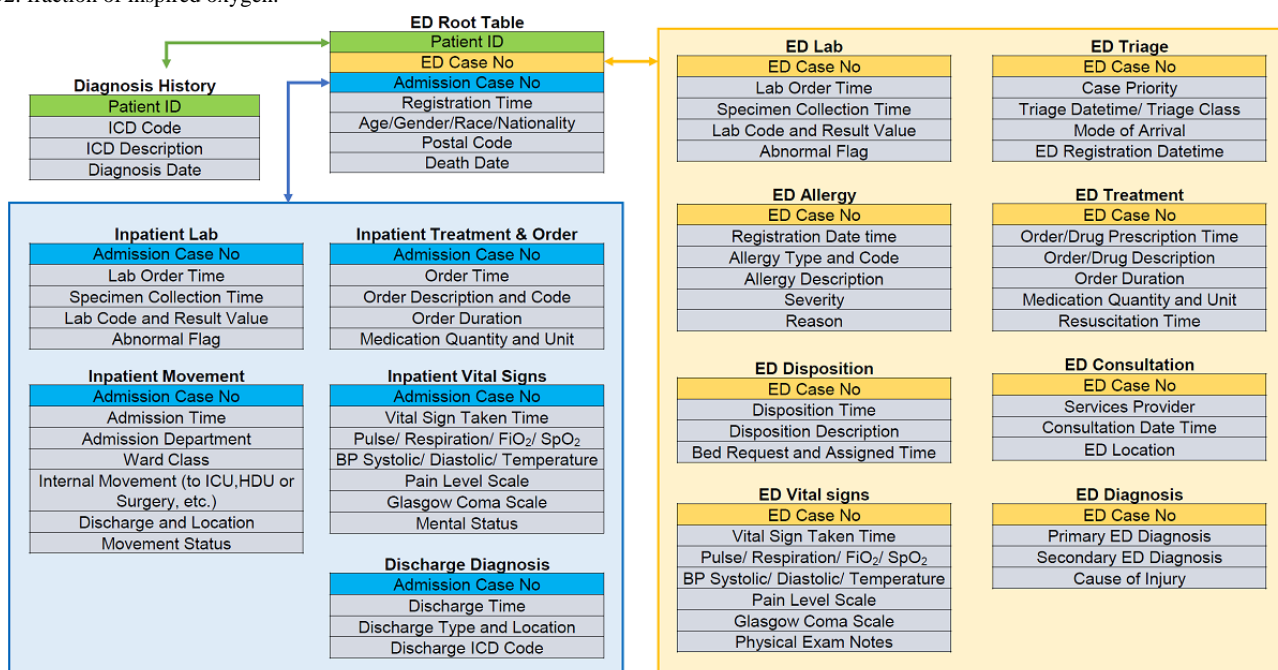 ED Root Table
Patient ID
ED Case No
Admission Case No
Registration Time
Age/Gender/Race/Nationality
Postal Code
Death Date
Diagnosis History
Patient ID
ICD Code
ICD Description
Diagnosis Date
Inpatient Lab
Admission Case No
Lab Order Time
Specimen Collection Time
Lab Code and Result Value
Abnormal Flag
Inpatient Treatment & Order
Admission Case No
Order Time
Order Description and Code
Order Duration
Medication Quantity and Unit
Inpatient Movement
Admission Case No
Admission Time
Admission Department
Ward Class
Internal Movement (to ICU,HDU or
Surgery, etc.)
Discharge and Location
Movement Status
Inpatient Vital Signs
Admission Case No
Vital Sign Taken Time
Pulse/ Respiration/ FiO₂/ SpO₂
BP Systolic/ Diastolic/ Temperature
Pain Level Scale
Glasgow Coma Scale
Mental Status
Discharge Diagnosis
Admission Case No
Discharge Time
Discharge Type and Location
Discharge ICD Code
ED Lab
ED Case No
Lab Order Time
Specimen Collection Time
Lab Code and Result Value
Abnormal Flag
ED Triage
ED Case No
Case Priority
Triage Datetime/ Triage Class
Mode of Arrival
ED Registration Datetime
ED Allergy
ED Case No
Registration Date time
Allergy Type and Code
Allergy Description
Severity
Reason
ED Treatment
ED Case No
Order/Drug Prescription Time
Order/Drug Description
Order Duration
Medication Quantity and Unit
Resuscitation Time
ED Disposition
ED Case No
Disposition Time
Disposition Description
Bed Request and Assigned Time
ED Consultation
ED Case No
Services Provider
Consultation Date Time
ED Location
ED Vital signs
ED Case No
Vital Sign Taken Time
Pulse/ Respiration/ FiO₂/ SpO₂
BP Systolic/ Diastolic/ Temperature
Pain Level Scale
Glasgow Coma Scale
Physical Exam Notes
ED Diagnosis
ED Case No
Primary ED Diagnosis
Secondary ED Diagnosis
Cause of Injury